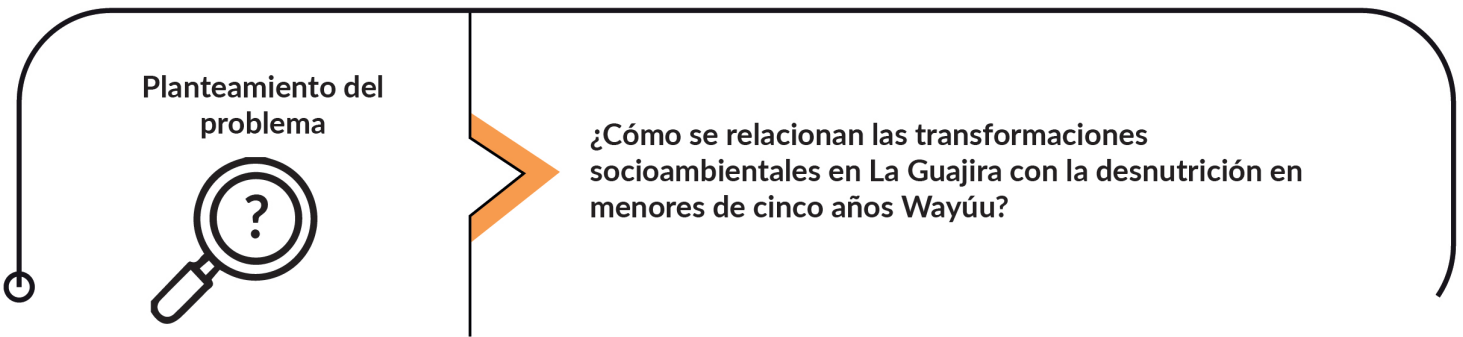 Planteamiento del
problema
?
¿Cómo se relacionan las transformaciones
socioambientales en La Guajira con la desnutrición en
menores de cinco años Wayúu?